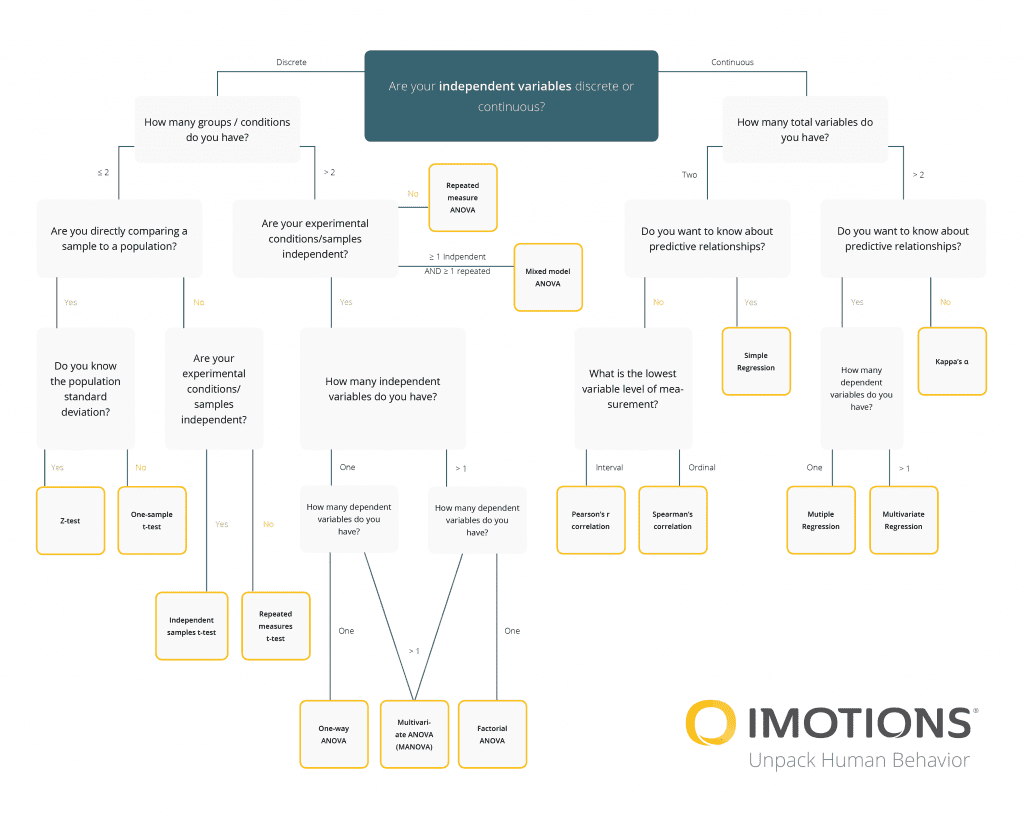 Discrete
Are your independent variables discrete or
continuous?
Continuous
How many groups / conditions
do you have?
How many total variables do
you have?
≤ 2
> 2
Two
> 2
No
Repeated
measure
ANOVA
Are you directly comparing a
sample to a population?
Are your experimental
conditions/samples
independent?
≥ 1 Indpendent
AND ≥ 1 repeated
Mixed model
ANOVA
Do you want to know about
predictive relationships?
Do you want to know about
predictive relationships?
Yes
No
Yes
No
Yes
Yes
No
Do you know
the population
standard
deviation?
Are your
experimental
conditions/
samples
independent?
How many independent
variables do you have?
What is the lowest
variable level of mea-
surement?
Simple
Regression
How many
dependent
variables do you
have?
Kappa's α
Yes
No
One
> 1
Interval
Ordinal
One
> 1
Z-test
One-sample
t-test
Yes
No
How many dependent
variables do you
have?
How many dependent
variables do you
have?
Pearson's r
correlation
Spearman's
correlation
Mutiple
Regression
Multivariate
Regression
Independent
samples t-test
Repeated
measures
t-test
One
> 1
One
One-way
ANOVA
Multivari-
ate ANOVA
(MANOVA)
Factorial
ANOVA
IMOTIONS®
Unpack Human Behavior